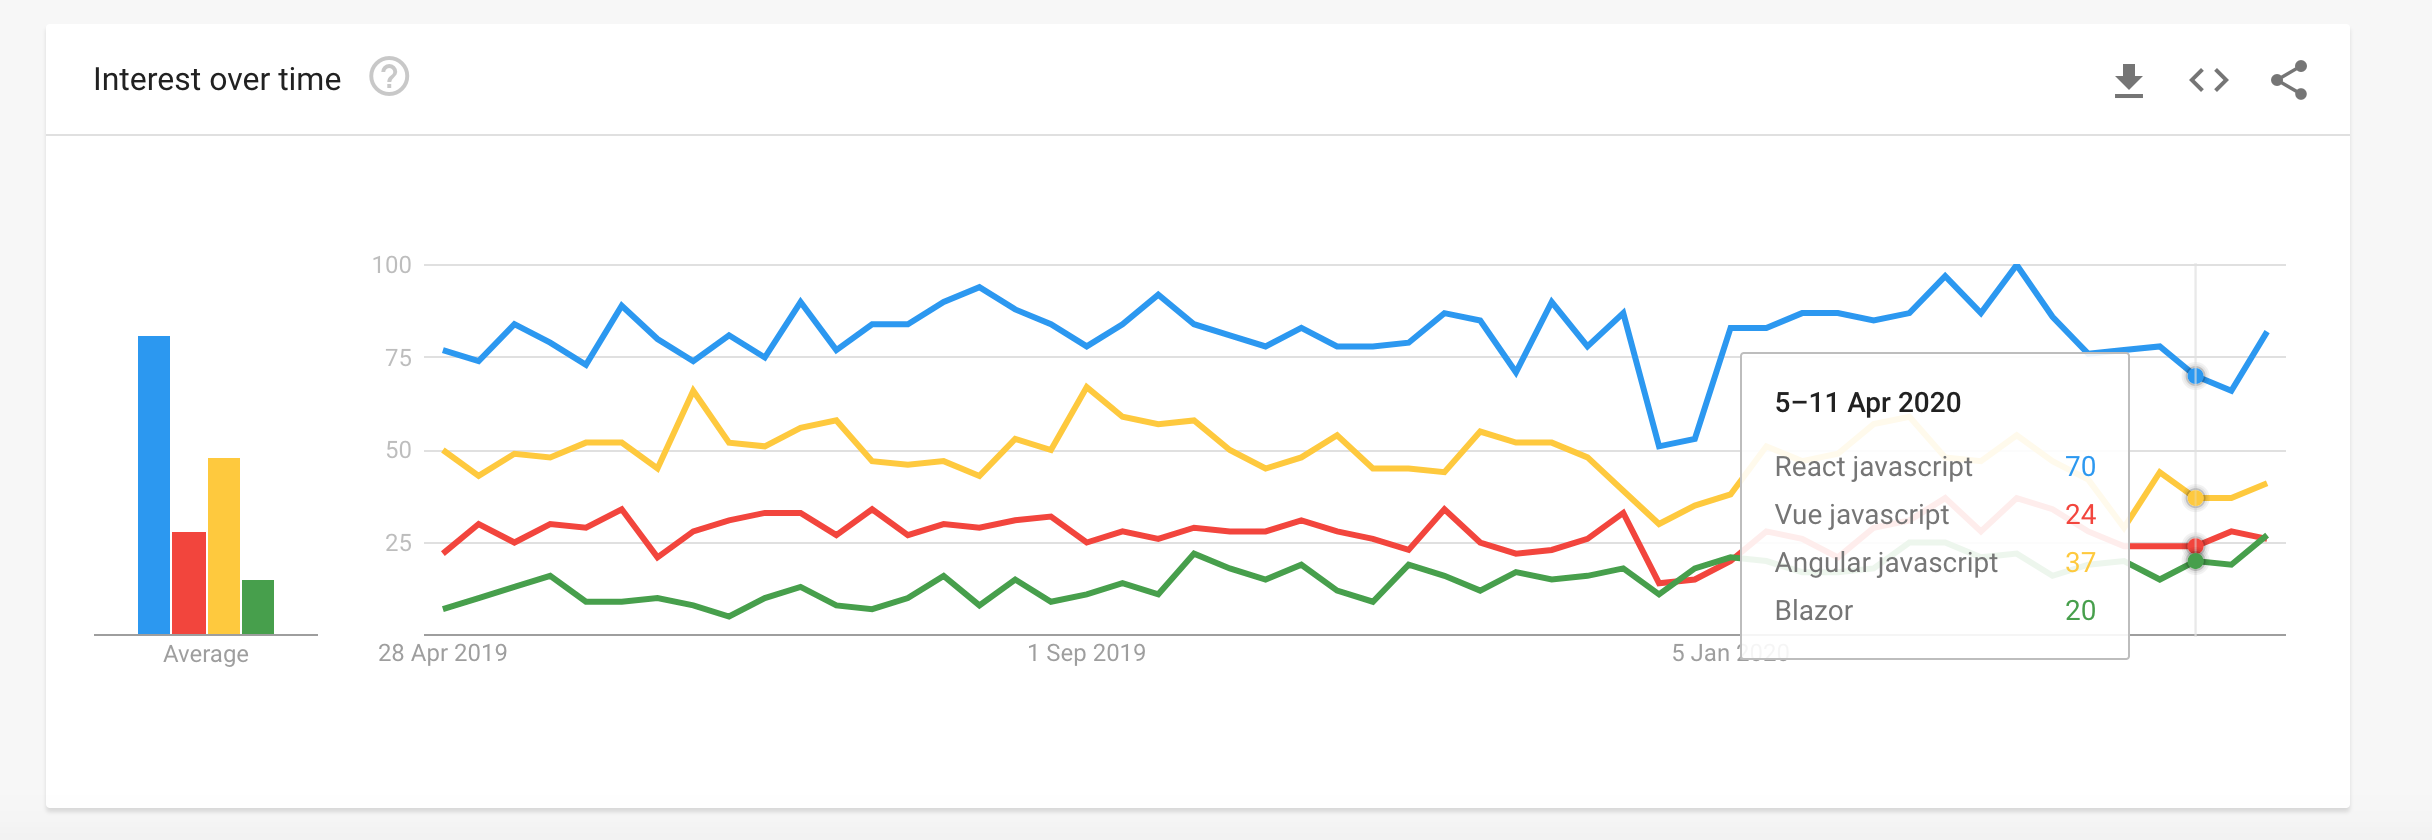 Interest over time ?
100
75
50
25
5–11 Apr 2020
React javascript 70
Vue javascript 24
Angular javascript 37
Blazor 20
Average
28 Apr 2019 1 Sep 2019 5 Jan 2020